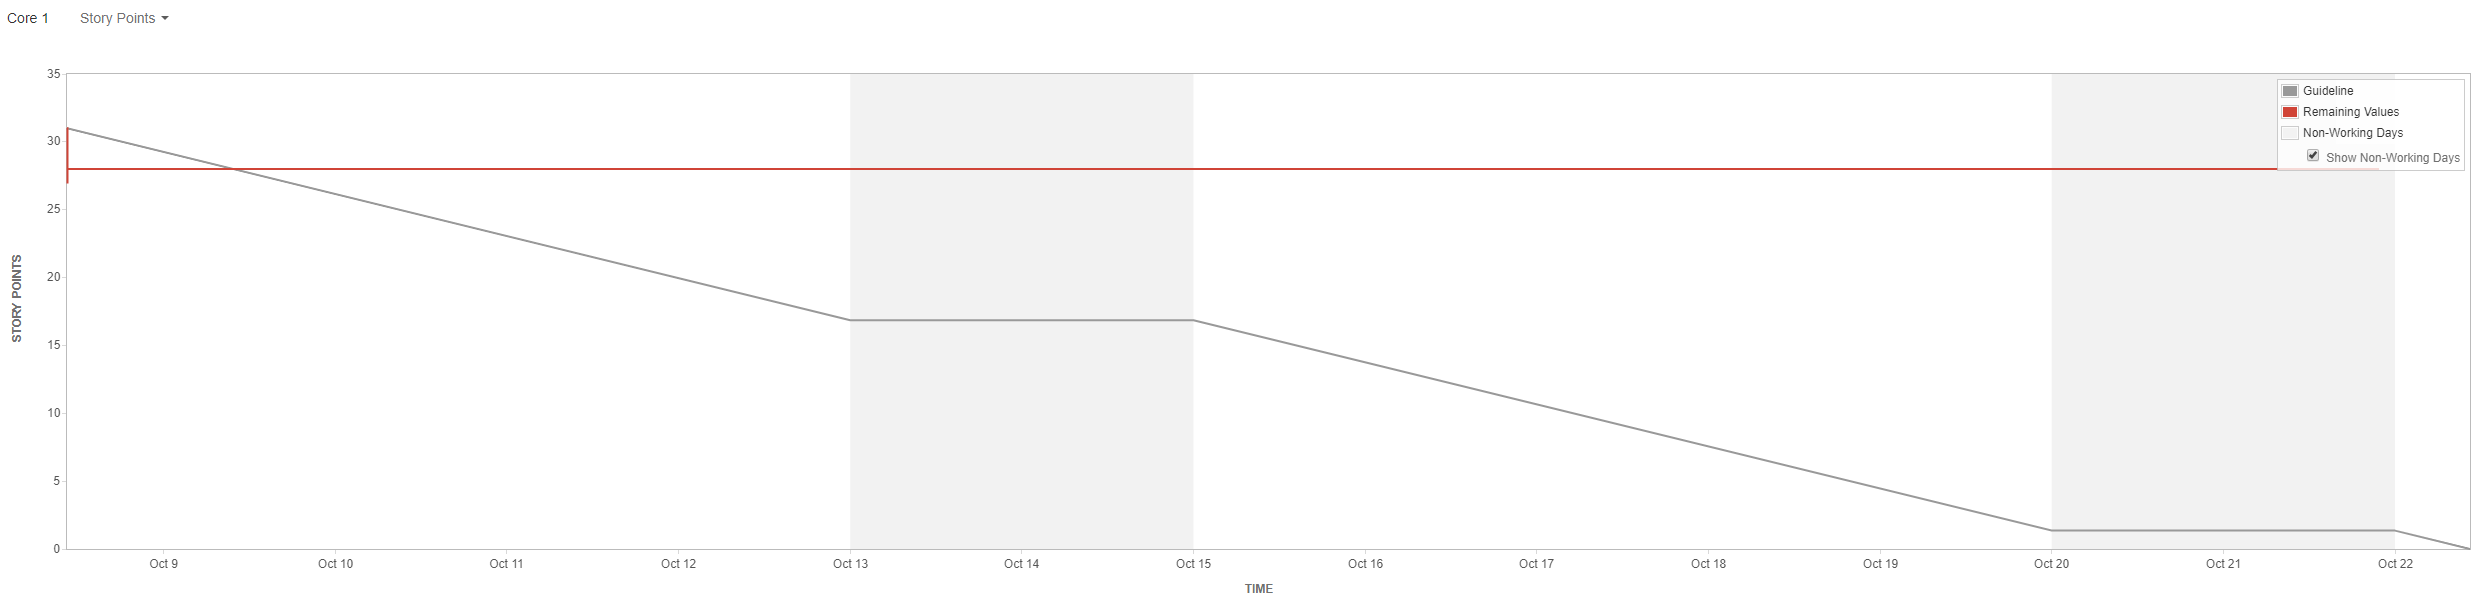 Core 1 Story Points
35
30
25
20
15
10
5
0
STORY POINTS
Guideline
Remaining Values
Non-Working Days
Show Non-Working Days
Oct 9 Oct 10 Oct 11 Oct 12 Oct 13 Oct 14 Oct 15 Oct 16 Oct 17 Oct 18 Oct 19 Oct 20 Oct 21 Oct 22
TIME